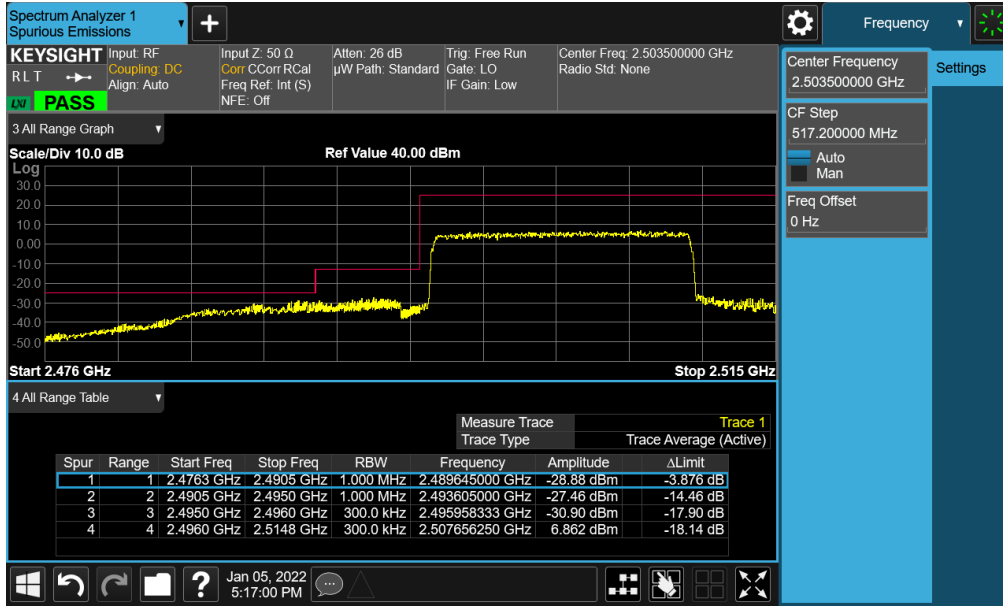 Spectrum Analyzer 1
Spurious Emissions
Frequency
KEYSIGHT
RLT
LXI PASS
Input: RF
Coupling: DC
Align: Auto
Input Z: 50 Ω
Corr CCorr RCal
Freq Ref: Int (S)
NFE: Off
Atten: 26 dB
µW Path: Standard
Trig: Free Run
Gate: LO
IF Gain: Low
Center Freq: 2.503500000 GHz
Radio Std: None
Center Frequency
2.503500000 GHz
Settings
CF Step
517.200000 MHz
Auto
Man
Freq Offset
0 Hz
3 All Range Graph
Scale/Div 10.0 dB
Ref Value 40.00 dBm
Log
30.0
20.0
10.0
0.00
-10.0
-20.0
-30.0
-40.0
-50.0
Start 2.476 GHz
Stop 2.515 GHz
4 All Range Table
Measure Trace Trace 1
Trace Type Trace Average (Active)
Spur Range Start Freq Stop Freq RBW Frequency Amplitude ΔLimit
1 1 2.4763 GHz 2.4905 GHz 1.000 MHz 2.489645000 GHz -28.88 dBm -3.876 dB
2 2 2.4905 GHz 2.4950 GHz 1.000 MHz 2.493605000 GHz -27.46 dBm -14.46 dB
3 3 2.4950 GHz 2.4960 GHz 300.0 kHz 2.495958333 GHz -30.90 dBm -17.90 dB
4 4 2.4960 GHz 2.5148 GHz 300.0 kHz 2.507656250 GHz 6.862 dBm -18.14 dB
Jan 05, 2022
5:17:00 PM